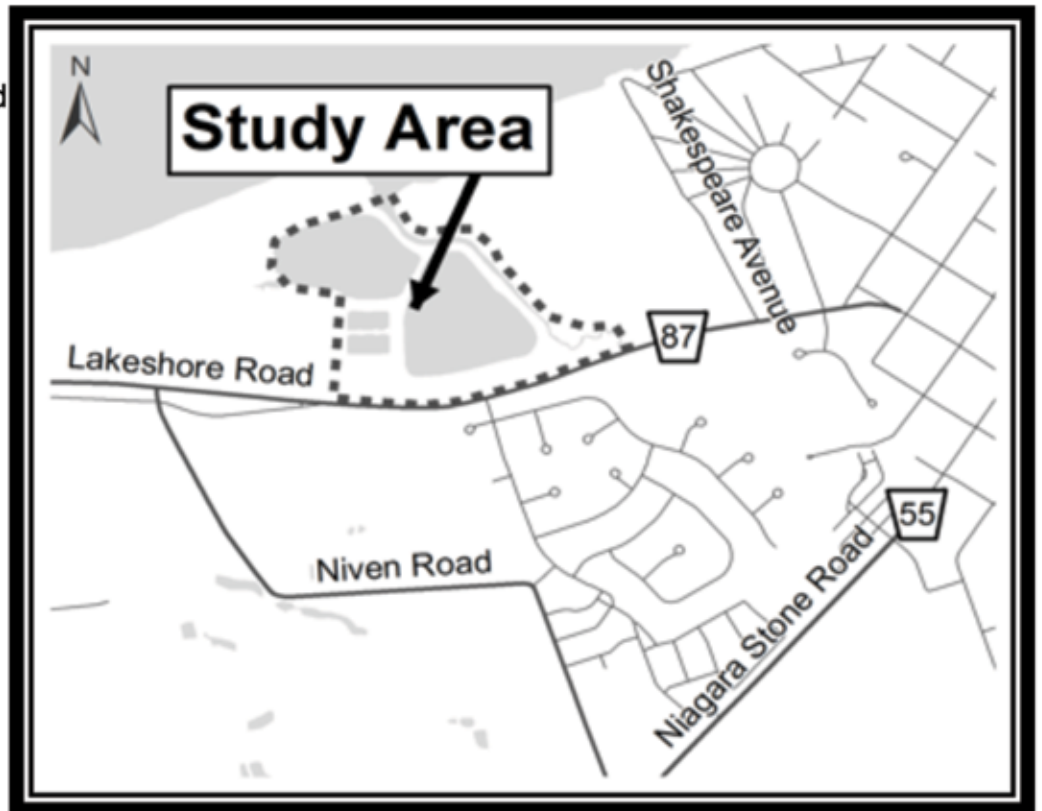 d
N
Study Area
Shakespeare Avenue
87
Lakeshore Road
55
Niven Road
Niagara Stone Road